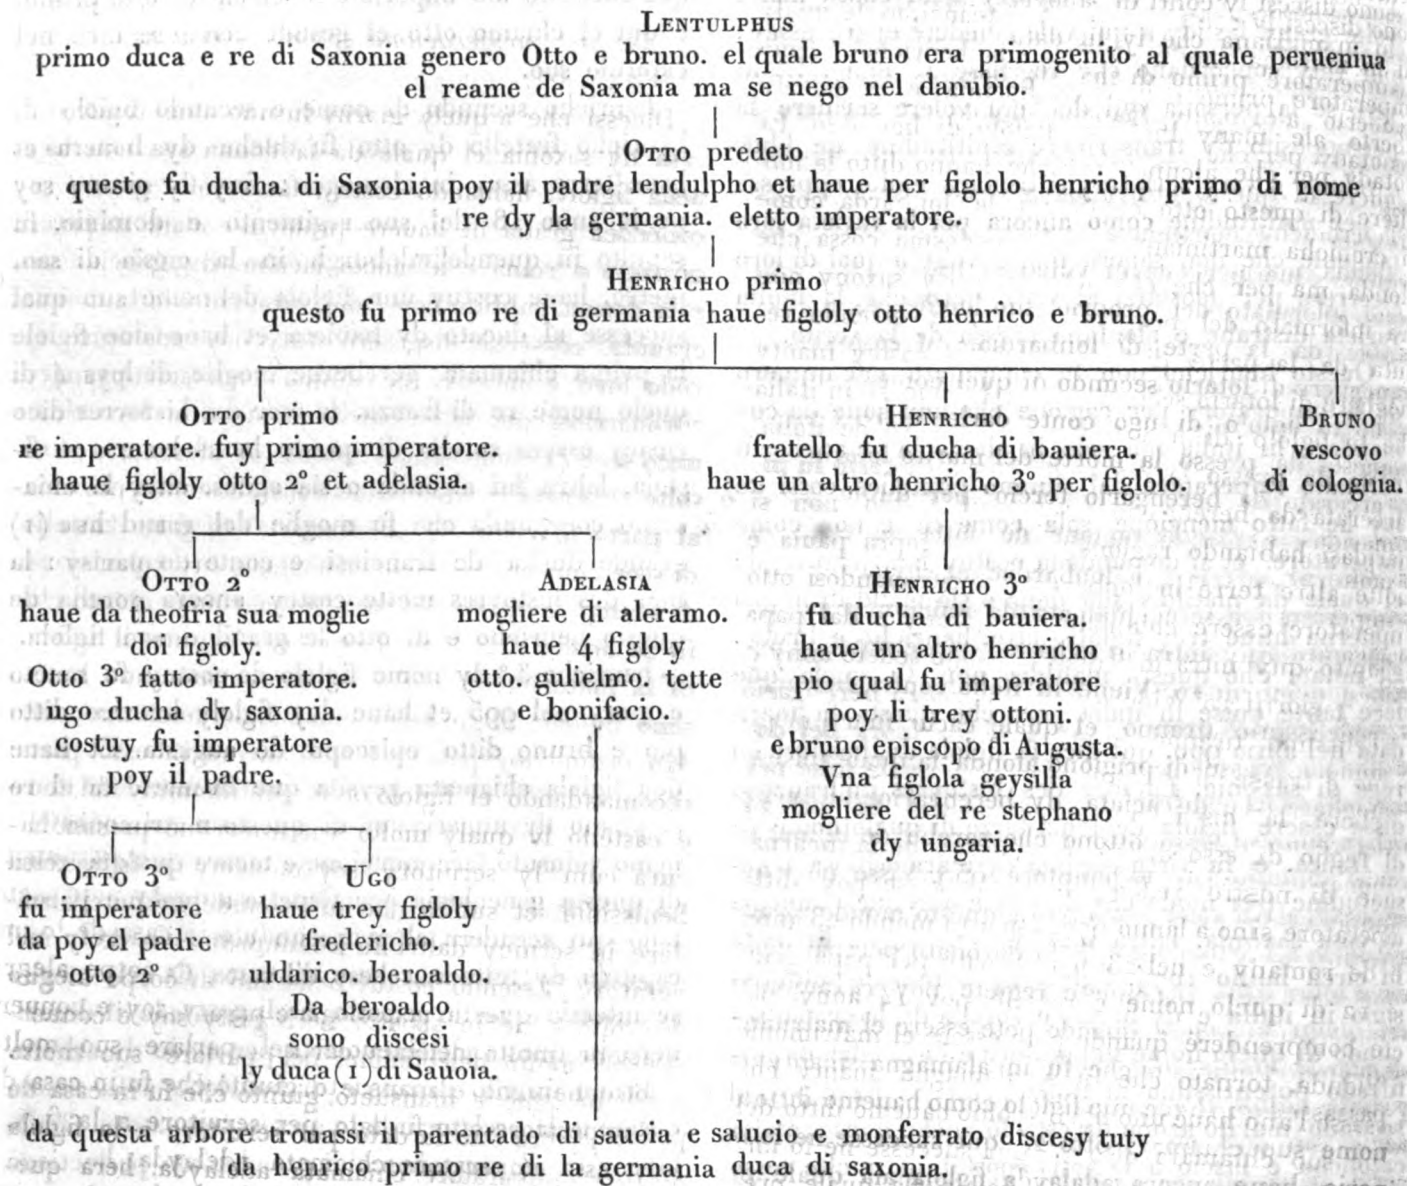 LENTULPHUS
primo duca e re di Saxonia genero Otto e bruno. el quale bruno era primogenito al quale perueniua
el reame de Saxonia ma se nego nel danubio.
OTTO predeto
questo fu ducha di Saxonia poy il padre lendulpho et haue per figlolo henricho primo di nome
re dy la germania. eletto imperatore.
HENRICHO primo
questo fu primo re di germania haue figloly otto henrico e bruno.
OTTO primo
re imperatore. fuy primo imperatore.
haue figloly otto 2º et adelasia.
HENRICHO
fratello fu ducha di bauiera.
haue un altro henricho 3º per figlolo.
BRUNO
vescovo
di colognia.
OTTO 2º
haue da theofria sua moglie
doi figloly.
Otto 3º fatto imperatore.
ugo ducha dy saxonia.
costuy fu imperatore
poy il padre.
ADELASIA
mogliere di aleramo.
haue 4 figloly
otto. gulielmo. tette
e bonifacio.
HENRICHO 3º
fu ducha di bauiera.
haue un altro henricho
pio qual fu imperatore
poy li trey ottoni.
e bruno episcopo di Augusta.
Vna figlola geysilla
mogliere del re stephano
dy ungaria.
OTTO 3º
fu imperatore
da poy el padre
otto 2º
UGO
haue trey figloly
fredericho.
uldarico. beroaldo.
Da beroaldo
sono discesi
ly duca (1) di Sauoia.
da questa arbore trouassi il parentado di sauoia e salucio e monferrato discesy tuty
da henrico primo re di la germania duca di saxonia.